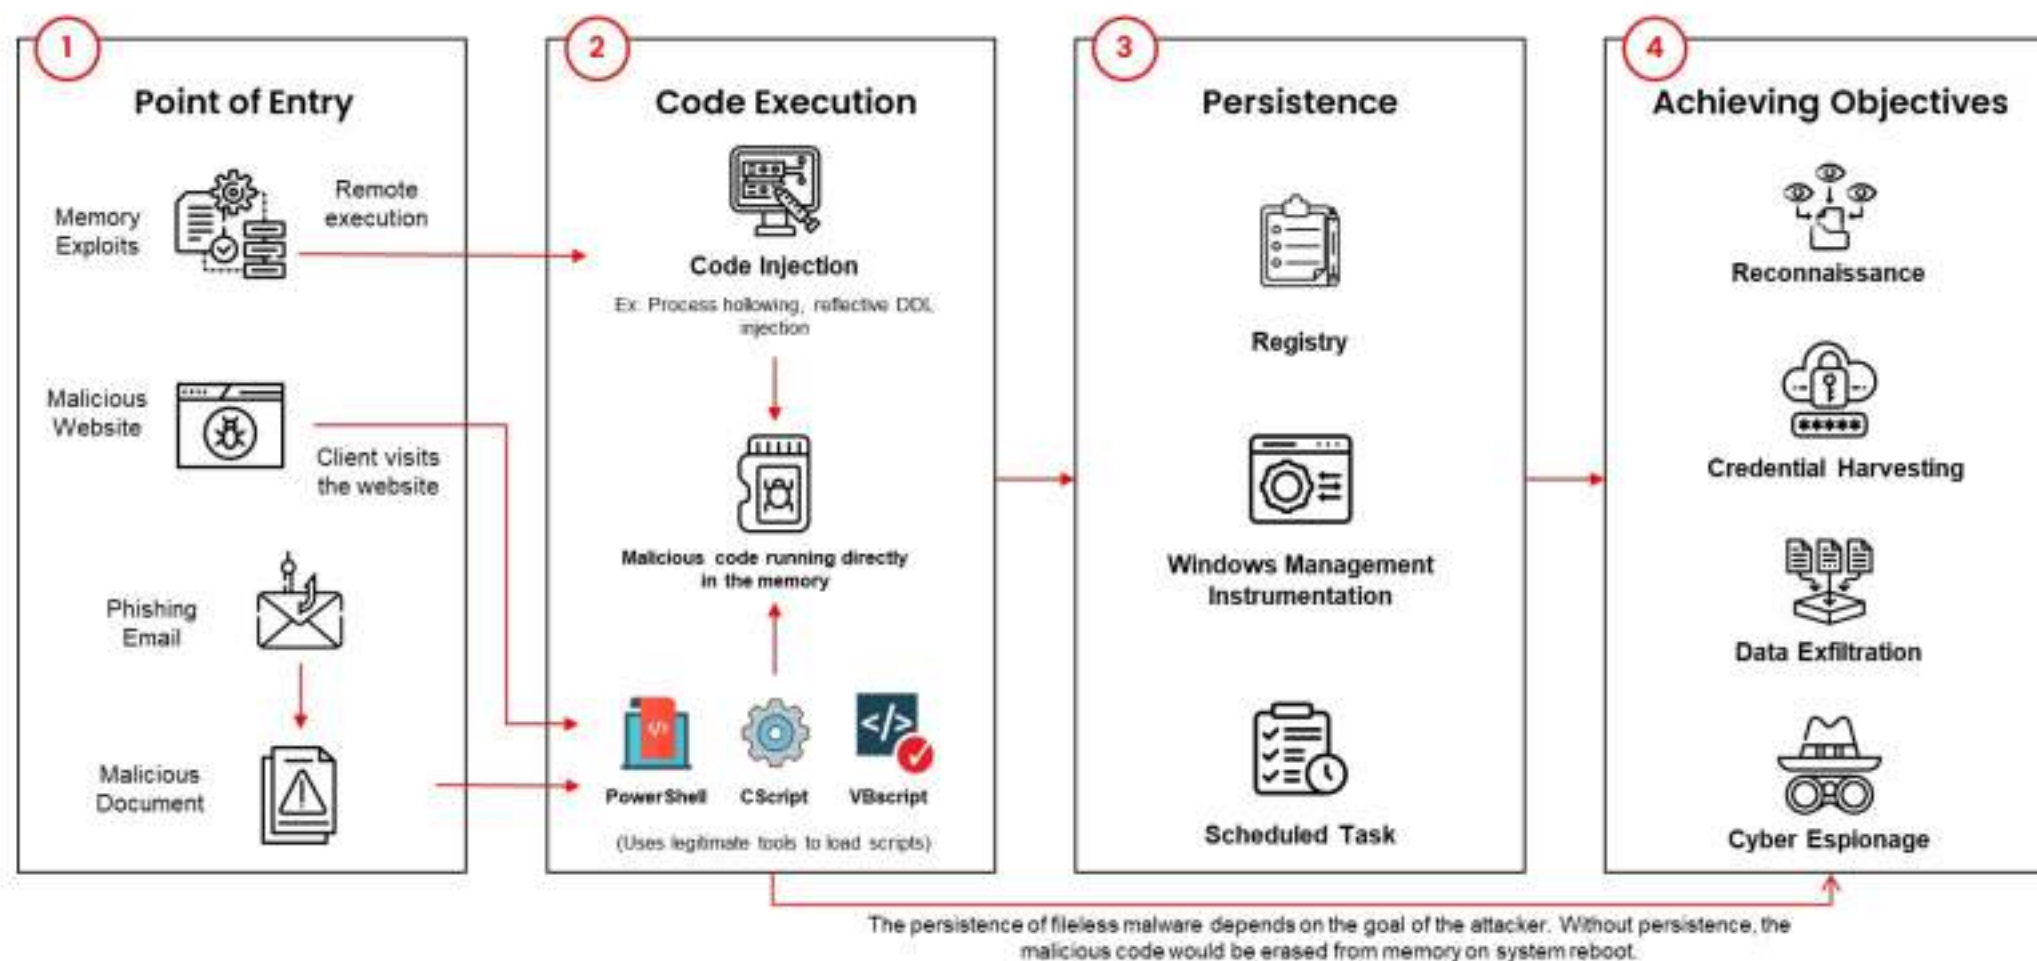 1
Point of Entry
Memory
Exploits
Remote
execution
Malicious
Website
Client visits
the website
Phishing
Email
Malicious
Document
2
Code Execution
Code Injection
Ex: Process hollowing, reflective DDL
injection
Malicious code running directly
in the memory
PowerShell
CScript
VBscript
(Uses legitimate tools to load scripts)
3
Persistence
Registry
Windows Management
Instrumentation
Scheduled Task
4
Achieving Objectives
Reconnaissance
*****
Credential Harvesting
Data Exfiltration
Cyber Espionage
The persistence of fileless malware depends on the goal of the attacker. Without persistence, the
malicious code would be erased from memory on system reboot.